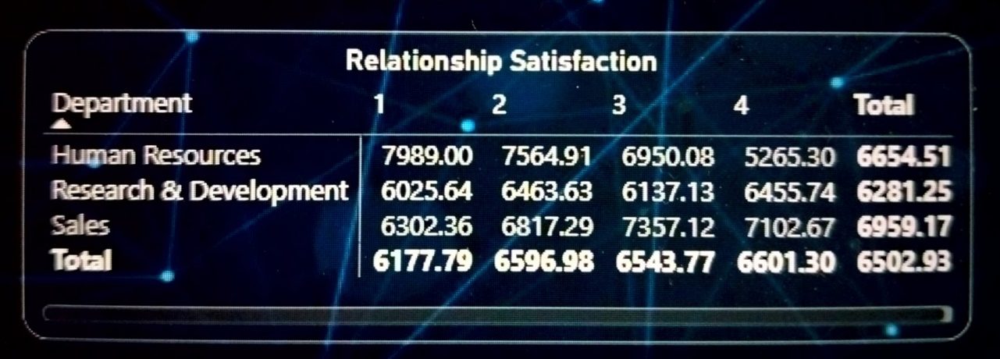 Relationship Satisfaction
Department 1 2 3 4 Total
Human Resources 7989.00 7564.91 6950.08 5265.30 6654.51
Research & Development 6025.64 6463.63 6137.13 6455.74 6281.25
Sales 6302.36 6817.29 7357.12 7102.67 6959.17
Total 6177.79 6596.98 6543.77 6601.30 6502.93